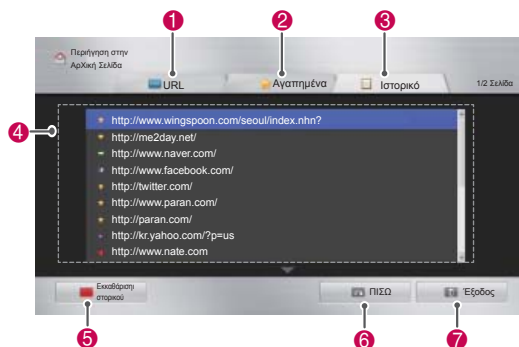 1 2 3
Περιήγηση στην
ΑρΧική Σελίδα
URL Αγαπημένα Ιστορικό 1/2 Σελίδα
4
http://www.wingspoon.com/seoul/index.nhn?
http://me2day.net/
http://www.naver.com/
http://www.facebook.com/
http://twitter.com/
http://www.paran.com/
http://paran.com/
http://kr.yahoo.com/?p=us
http://www.nate.com
Εκκαθάρισηι
στορικού
ΠΙΣΩ Έξοδος
5 6 7